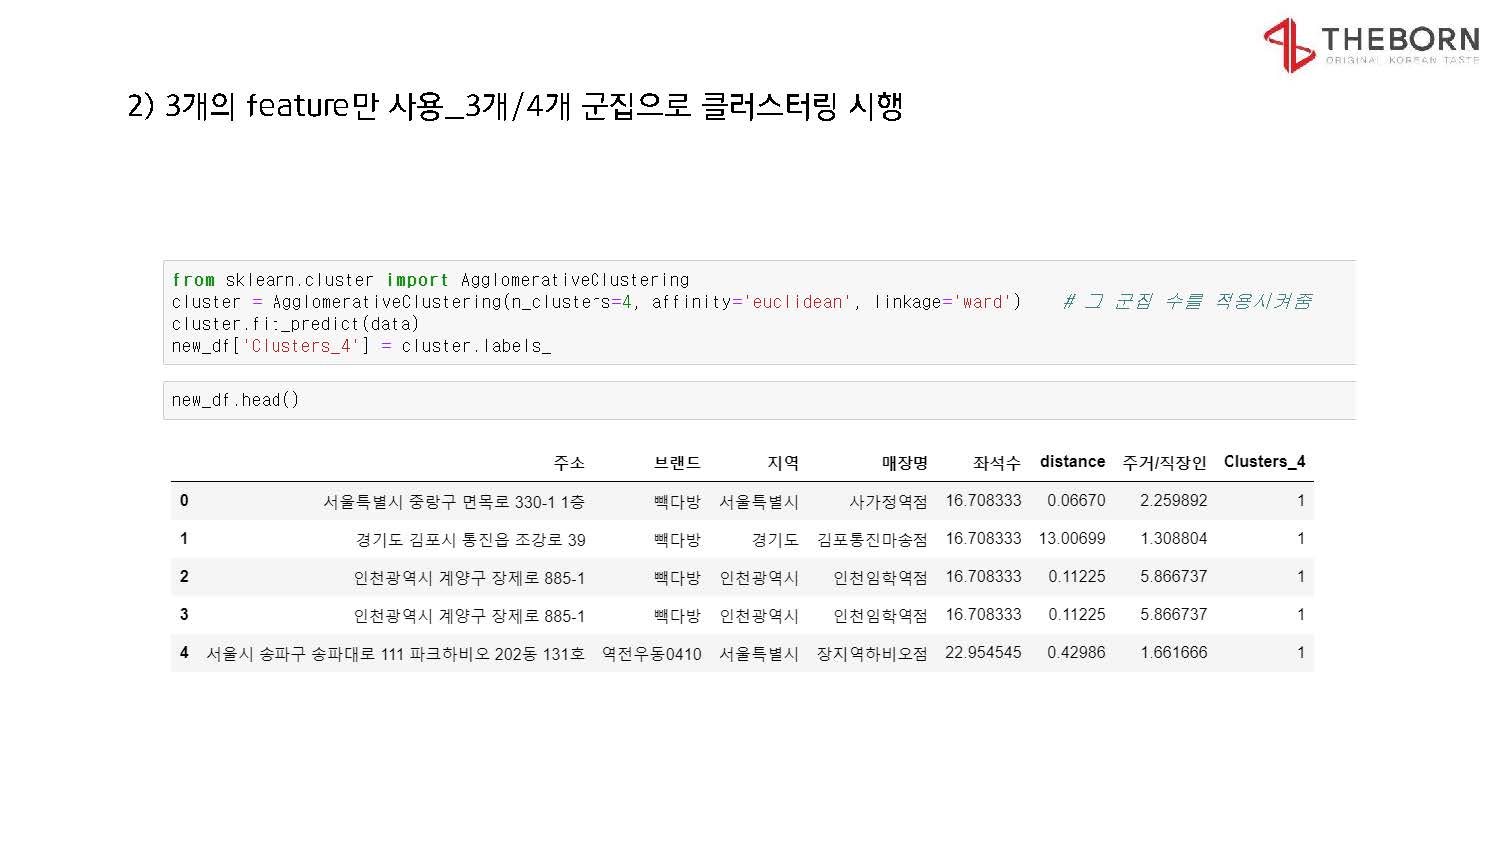 THEBORN
ORIGINAL KOREAN TASTE
2) 3개의 feature만 사용_3개/4개 군집으로 클러스터링 시행
from sklearn.cluster import AgglomerativeClustering
cluster = AgglomerativeClustering(n_clusters=4, affinity='euclidean', linkage='ward') # 그 군집 수를 적용시켜줌
cluster.fit_predict(data)
new_df['Clusters_4'] = cluster.labels_
new_df.head()
주소 브랜드 지역 매장명 좌석수 distance 주거/직장인 Clusters_4
0 서울특별시 중랑구 면목로 330-1 1층 빽다방 서울특별시 사가정역점 16.708333 0.06670 2.259892 1
1 경기도 김포시 통진읍 조강로 39 빽다방 경기도 김포통진마송점 16.708333 13.00699 1.308804 1
2 인천광역시 계양구 장제로 885-1 빽다방 인천광역시 인천임학역점 16.708333 0.11225 5.866737 1
3 인천광역시 계양구 장제로 885-1 빽다방 인천광역시 인천임학역점 16.708333 0.11225 5.866737 1
4 서울시 송파구 송파대로 111 파크하비오 202동 131호 역전우동0410 서울특별시 장지역하비오점 22.954545 0.42986 1.661666 1